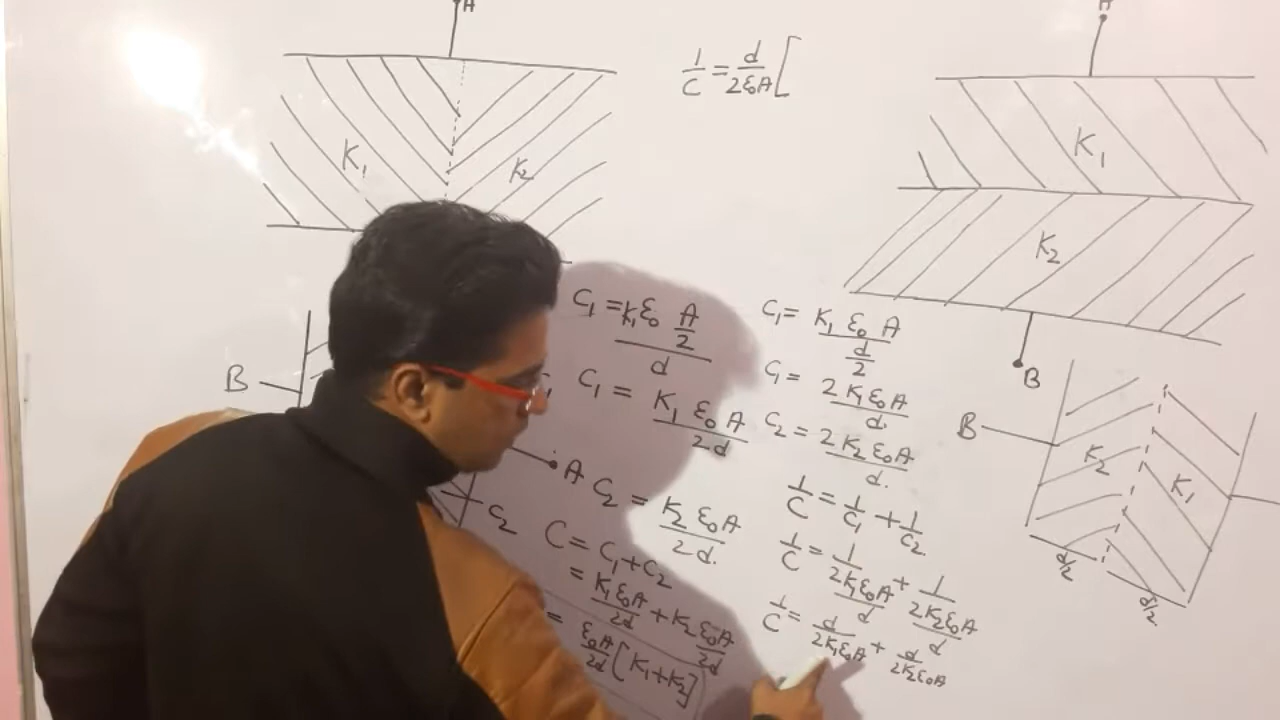 A
K₁
K₂
B
A
C₂
1/C = d/2ε₀A [
A
K₁
K₂
B
B
K₂
K₁
d/2
d/2
C₁ = K₁ε₀ A/2 / d
C₁ = K₁ ε₀ A / 2d
C₂ = K₂ ε₀ A / 2d.
C = C₁ + C₂
= K₁ε₀A/2d + K₂ε₀A/2d
= ε₀A/2d [K₁+K₂]
C₁ = K₁ ε₀ A / d/2
C₁ = 2K₁ε₀A / d.
C₂ = 2K₂ε₀A / d.
1/C = 1/C₁ + 1/C₂
1/C = 1 / 2K₁ε₀A/d + 1 / 2K₂ε₀A/d
1/C = d/2K₁ε₀A + d/2K₂ε₀A